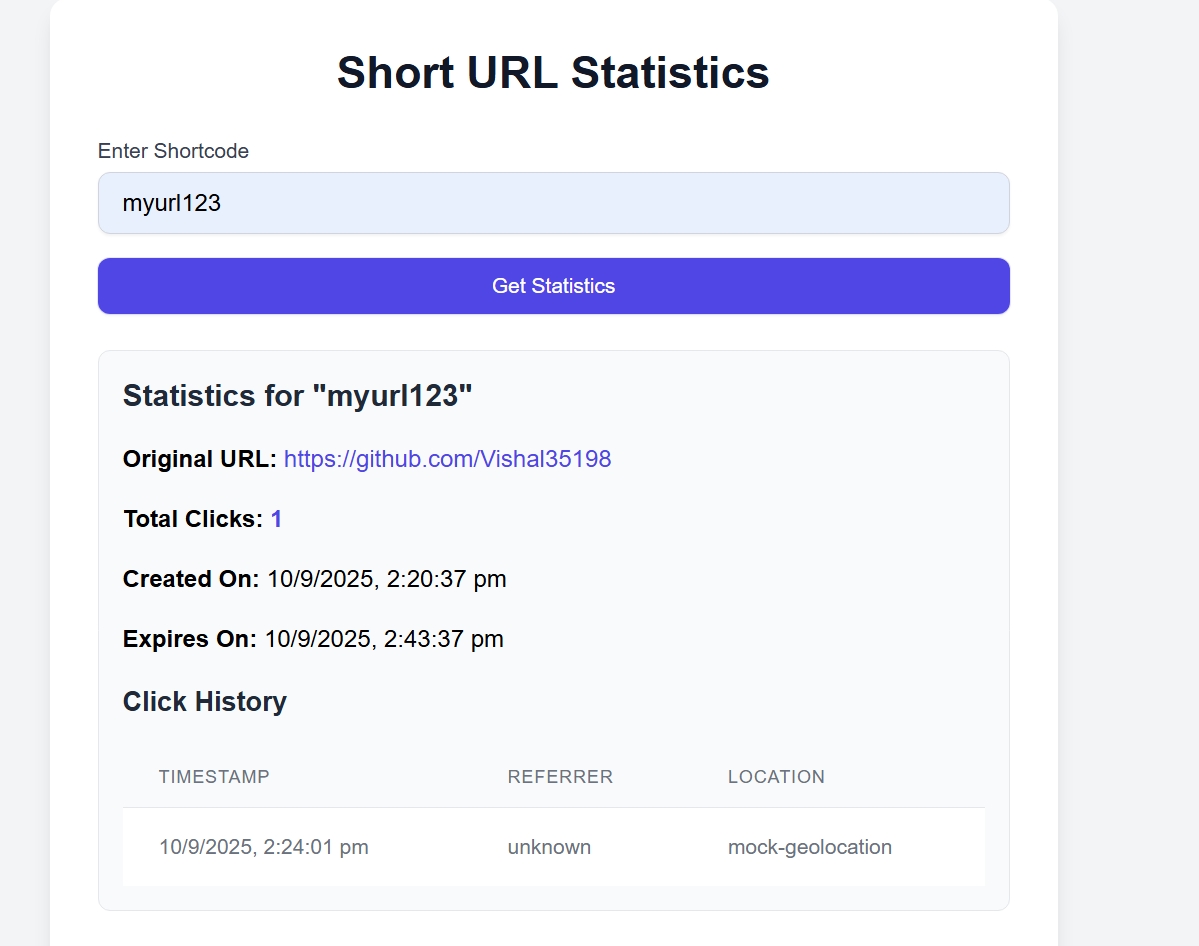 Short URL Statistics
Enter Shortcode
myurl123
Get Statistics
Statistics for "myurl123"
Original URL: https://github.com/Vishal35198
Total Clicks: 1
Created On: 10/9/2025, 2:20:37 pm
Expires On: 10/9/2025, 2:43:37 pm
Click History
TIMESTAMP REFERRER LOCATION
10/9/2025, 2:24:01 pm unknown mock-geolocation